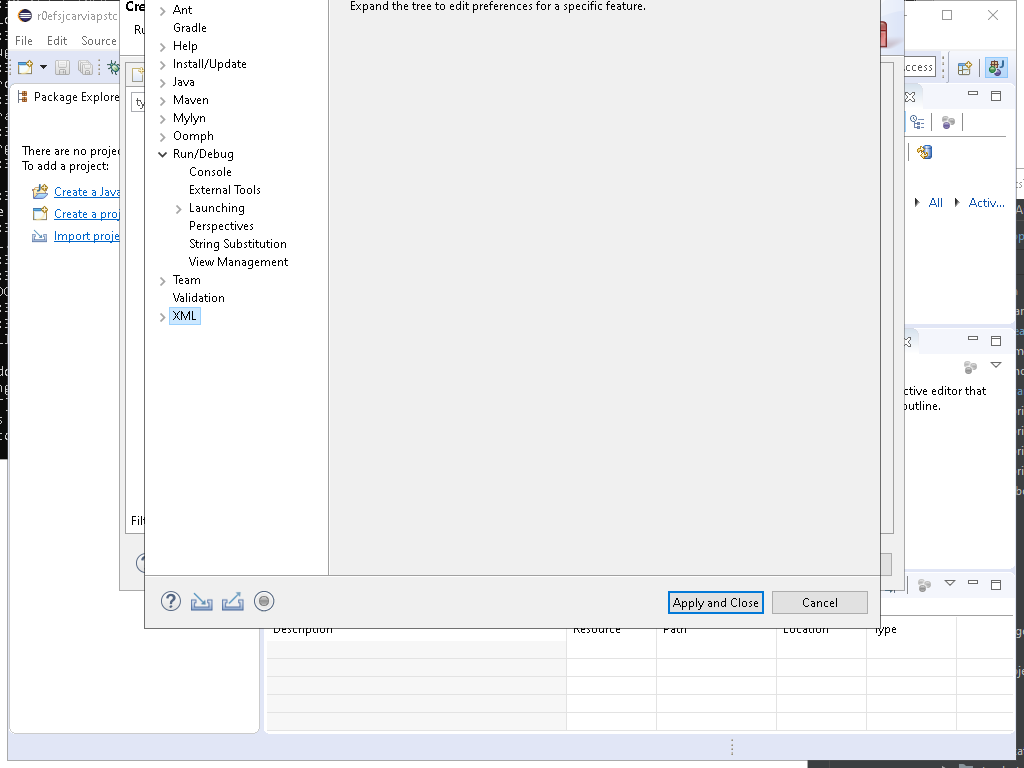 r0efsjcarviapstc
File Edit Source
Package Explore
There are no projec
To add a project:
Create a Java
Create a proj
Import proje
Cre
Ru
ty
Filt
Expand the tree to edit preferences for a specific feature.
Ant
Gradle
Help
Install/Update
Java
Maven
Mylyn
Oomph
Run/Debug
Console
External Tools
Launching
Perspectives
String Substitution
View Management
Team
Validation
XML
Apply and Close Cancel
ccess
All Activ...
ctive editor that
outline.
Description Resource Path Location Type